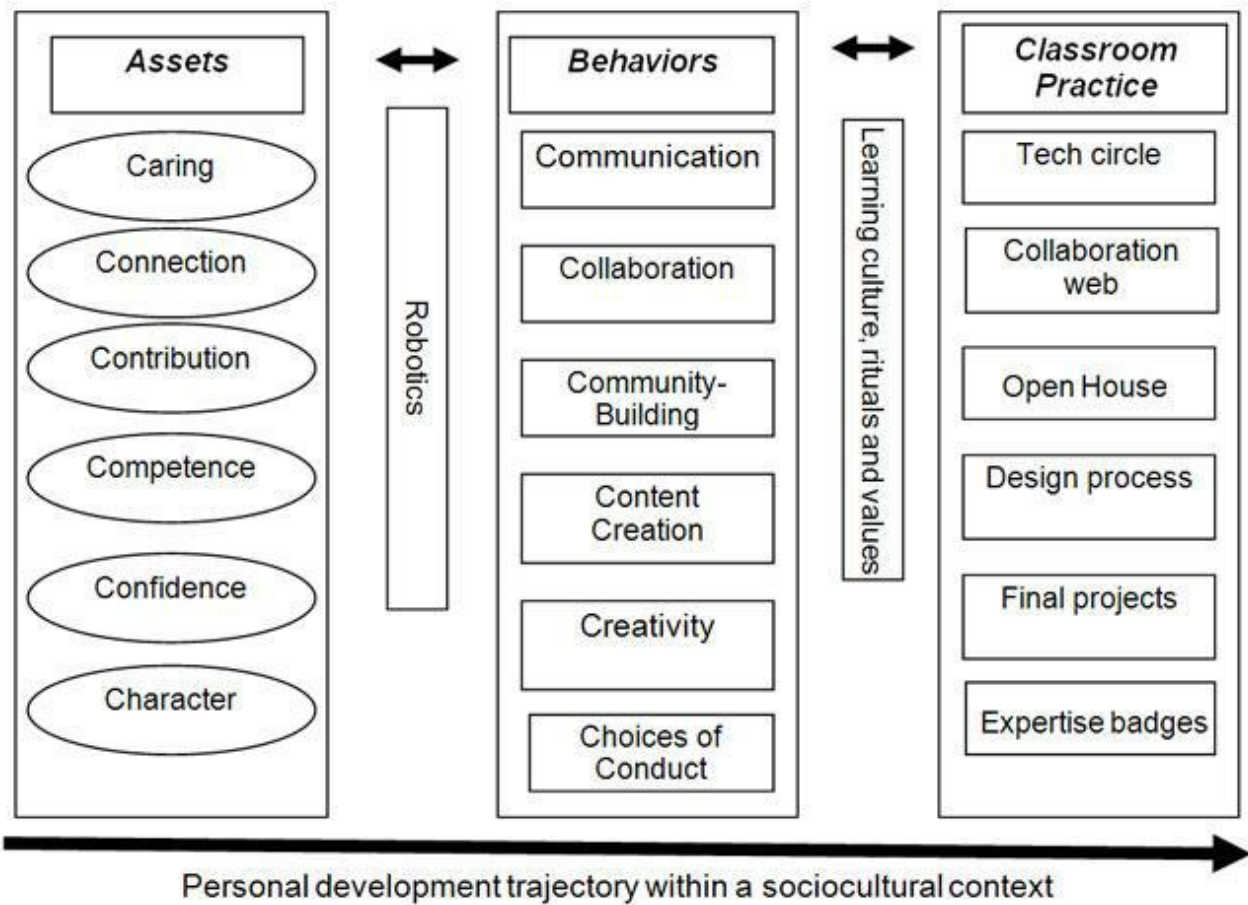 Assets
Caring
Connection
Contribution
Competence
Confidence
Character
Robotics
Behaviors
Communication
Collaboration
Community-
Building
Content
Creation
Creativity
Choices of
Conduct
Learning culture, rituals and values
Classroom
Practice
Tech circle
Collaboration
web
Open House
Design process
Final projects
Expertise badges
Personal development trajectory within a sociocultural context